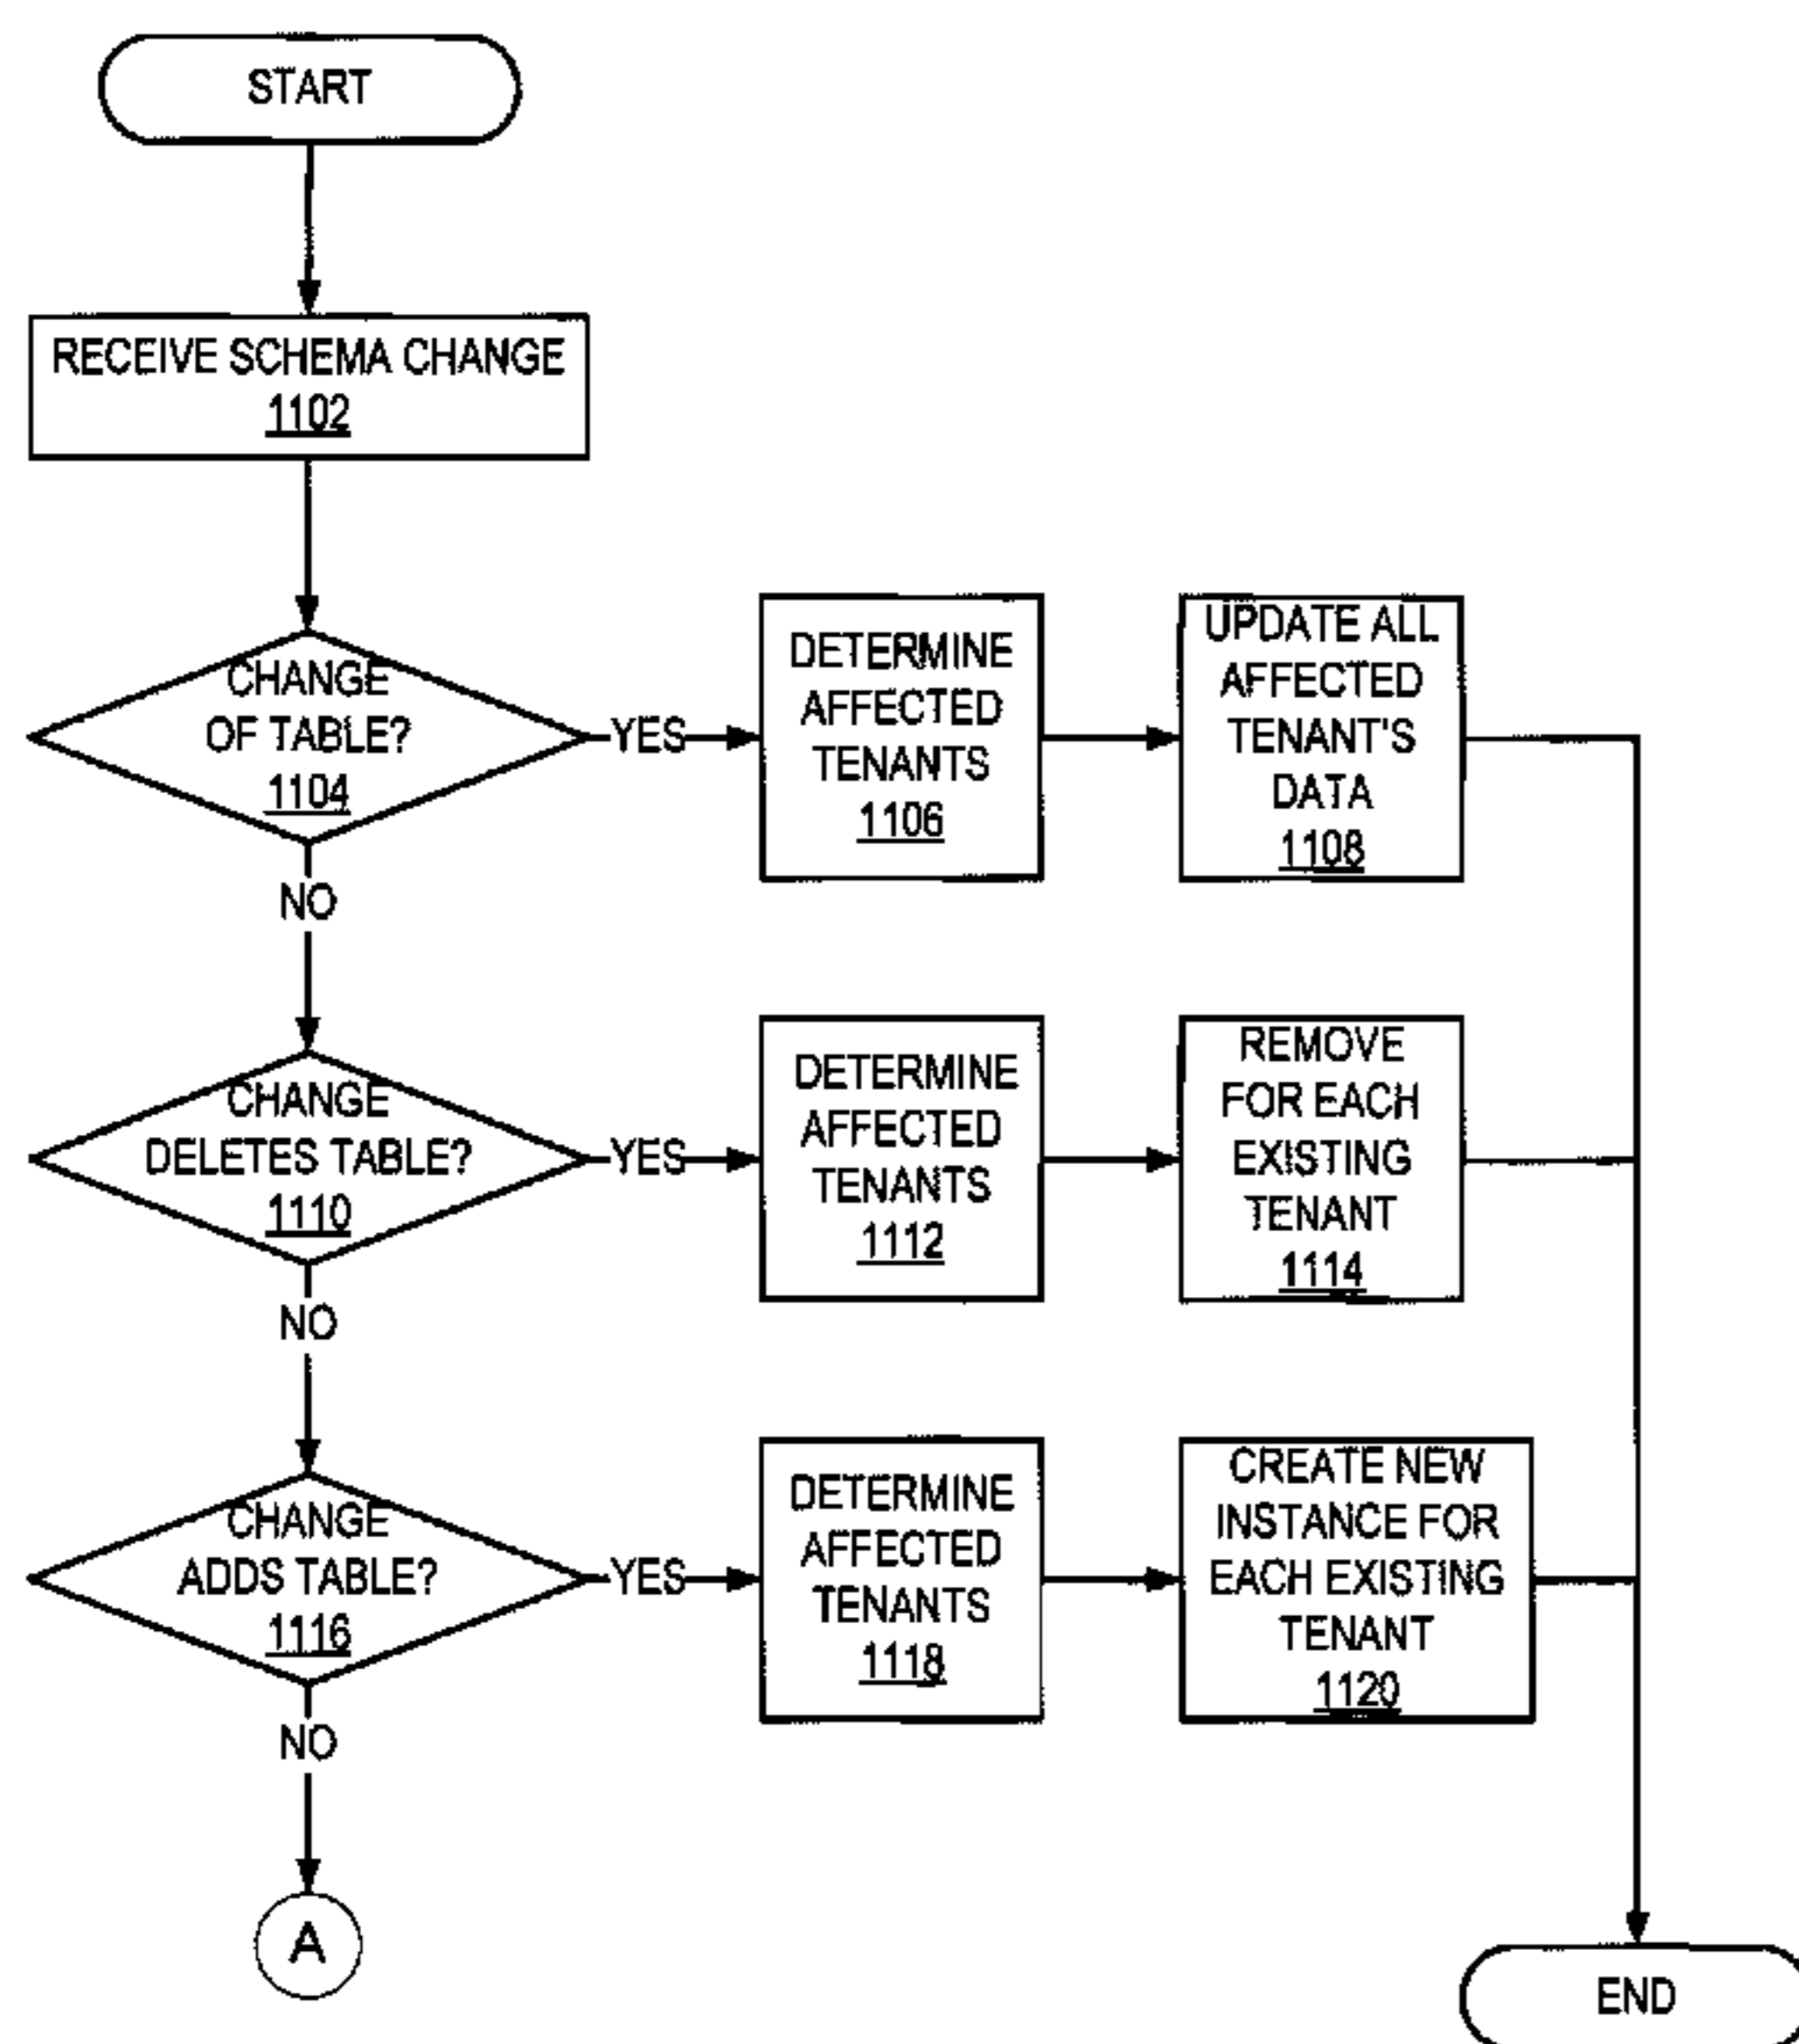 START
RECEIVE SCHEMA CHANGE
1102
CHANGE
OF TABLE?
1104
YES
DETERMINE
AFFECTED
TENANTS
1106
UPDATE ALL
AFFECTED
TENANT'S
DATA
1108
NO
CHANGE
DELETES TABLE?
1110
YES
DETERMINE
AFFECTED
TENANTS
1112
REMOVE
FOR EACH
EXISTING
TENANT
1114
NO
CHANGE
ADDS TABLE?
1116
YES
DETERMINE
AFFECTED
TENANTS
1118
CREATE NEW
INSTANCE FOR
EACH EXISTING
TENANT
1120
NO
A
END